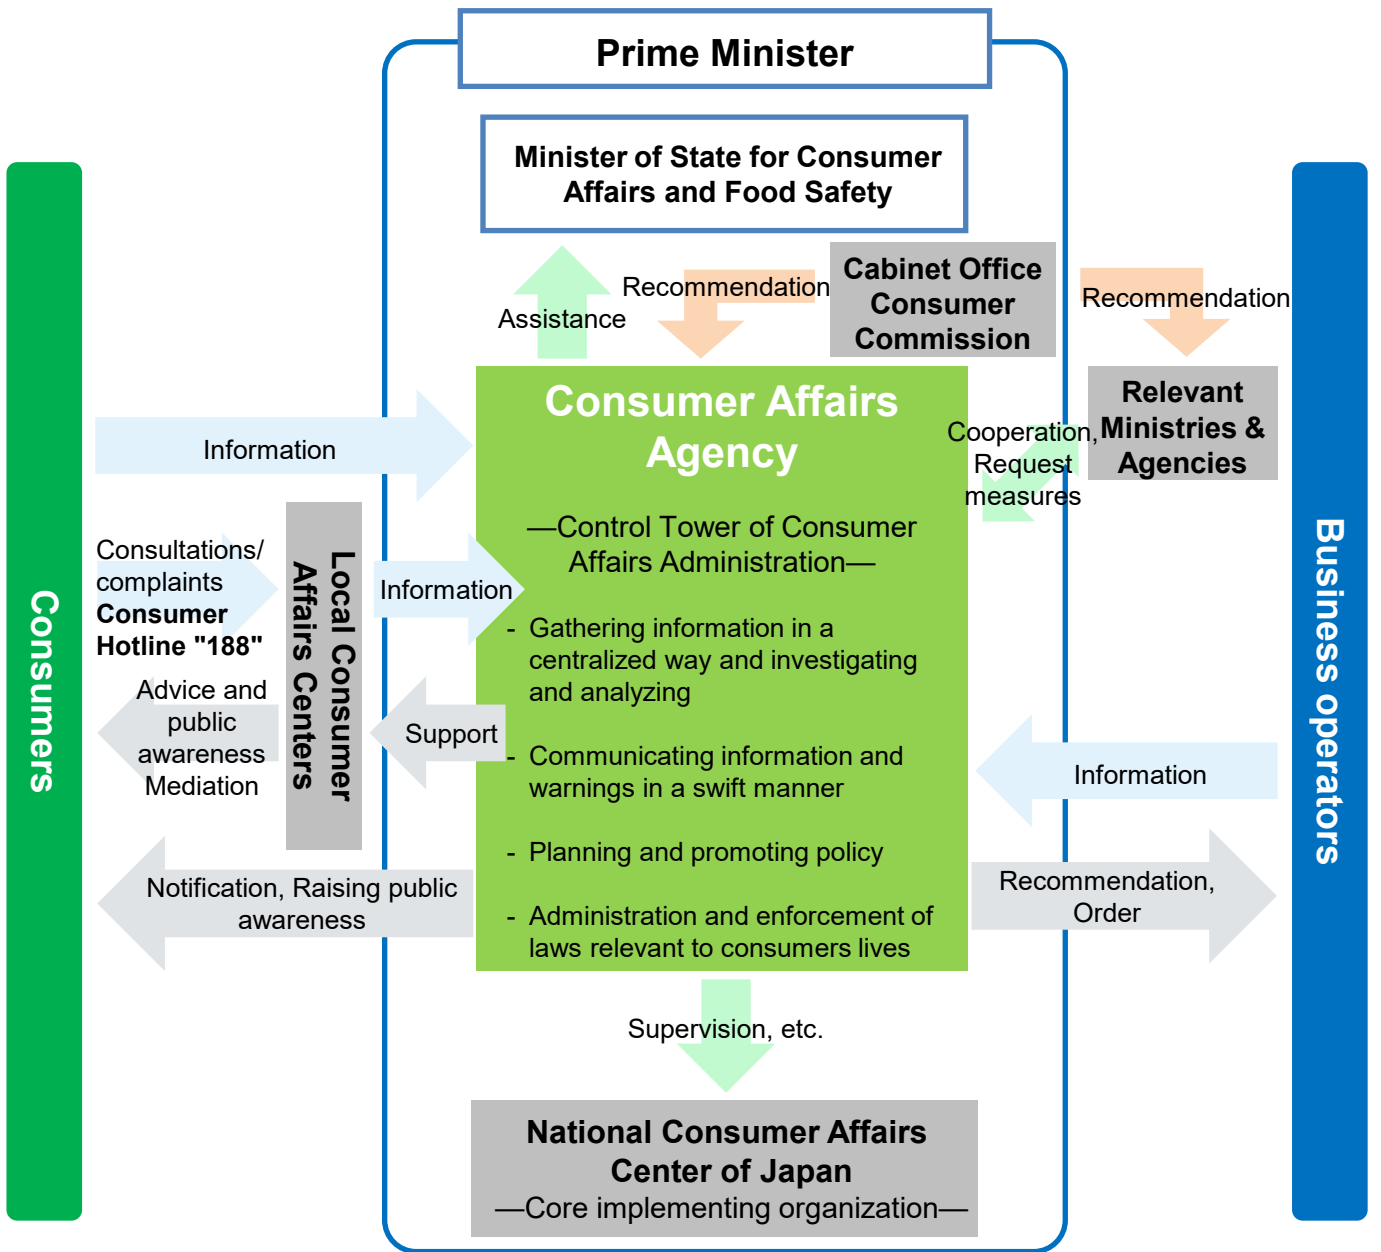 Prime Minister
Minister of State for Consumer
Affairs and Food Safety
Assistance
Recommendation
Cabinet Office
Consumer
Commission
Recommendation
Relevant
Ministries &
Agencies
Cooperation,
Request
measures
Consumers
Information
Consultations/
complaints
Consumer
Hotline "188"
Advice and
public
awareness
Mediation
Local Consumer
Affairs Centers
Information
Support
Notification, Raising public
awareness
Consumer Affairs
Agency
—Control Tower of Consumer
Affairs Administration—
- Gathering information in a
centralized way and investigating
and analyzing
- Communicating information and
warnings in a swift manner
- Planning and promoting policy
- Administration and enforcement of
laws relevant to consumers lives
Information
Recommendation,
Order
Business operators
Supervision, etc.
National Consumer Affairs
Center of Japan
—Core implementing organization—